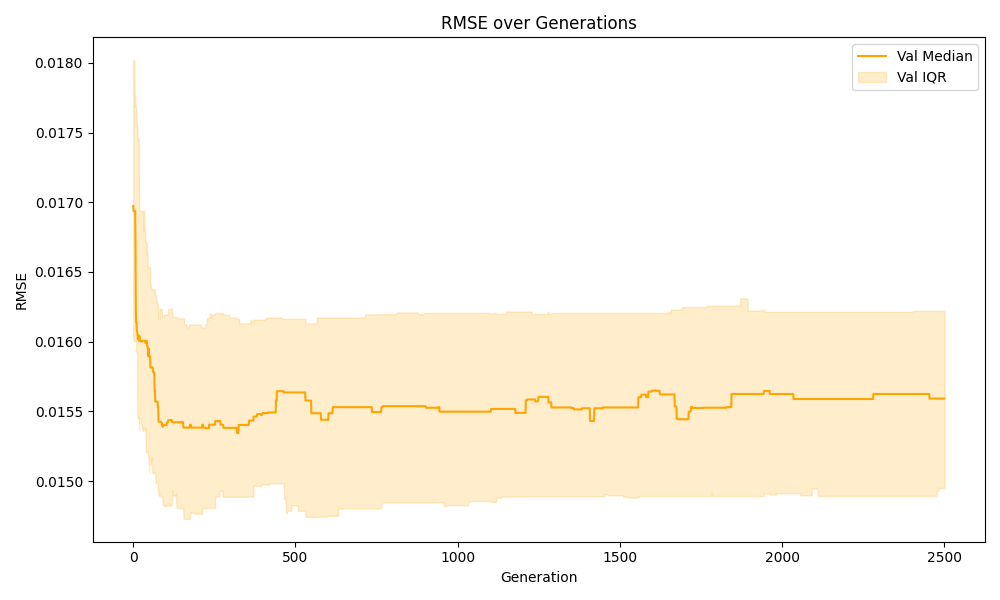 RMSE over Generations
Val Median
Val IQR
RMSE
0.0180
0.0175
0.0170
0.0165
0.0160
0.0155
0.0150
0
500
1000
1500
2000
2500
Generation